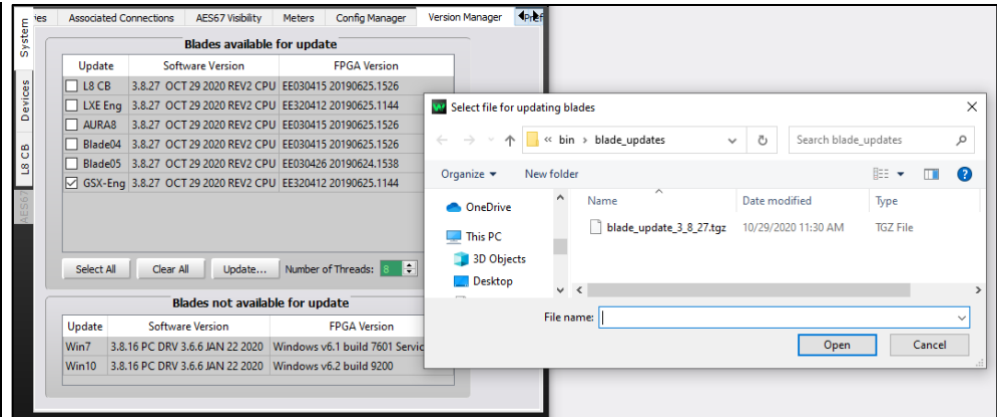 System
Devices
L8 CB
AES67
ies Associated Connections AES67 Visibility Meters Config Manager Version Manager Pref
Blades available for update
Update Software Version FPGA Version
L8 CB 3.8.27 OCT 29 2020 REV2 CPU EE030415 20190625.1526
LXE Eng 3.8.27 OCT 29 2020 REV2 CPU EE320412 20190625.1144
AURA8 3.8.27 OCT 29 2020 REV2 CPU EE030415 20190625.1526
Blade04 3.8.27 OCT 29 2020 REV2 CPU EE030415 20190625.1526
Blade05 3.8.27 OCT 29 2020 REV2 CPU EE030426 20190624.1538
GSX-Eng 3.8.27 OCT 29 2020 REV2 CPU EE320412 20190625.1144
Select All Clear All Update... Number of Threads: 8
Blades not available for update
Update Software Version FPGA Version
Win7 3.8.16 PC DRV 3.6.6 JAN 22 2020 Windows v6.1 build 7601 Servic
Win10 3.8.16 PC DRV 3.6.6 JAN 22 2020 Windows v6.2 build 9200
Select file for updating blades
« bin › blade_updates
Search blade_updates
Organize New folder
Name Date modified Type
blade_update_3_8_27.tgz 10/29/2020 11:30 AM TGZ File
OneDrive
This PC
3D Objects
Desktop
File name:
Open Cancel